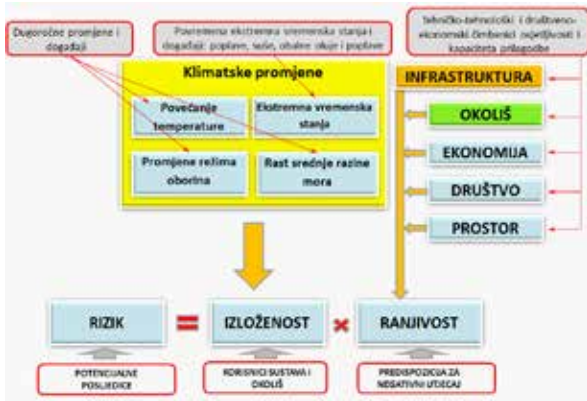 Dugoročne promjene i
događaji
Povremena ekstremna vremenska stanja i
događaji: poplave, suše, obalne oluje i poplave
Tehničko-tehnološki i društveno-
ekonomski čimbenici osjetljivosti i
kapaciteta prilagodbe
Klimatske promjene
Povećanje
temperature
Ekstremna vremenska
stanja
Promjene režima
oborina
Rast srednje razine
mora
INFRASTRUKTURA
OKOLIŠ
EKONOMIJA
DRUŠTVO
PROSTOR
RIZIK = IZLOŽENOST × RANJIVOST
POTENCIJALNE
POSLJEDICE
KORISNICI SUSTAVA I
OKOLIŠ
PREDISPOZICIJA ZA
NEGATIVNI UTJECAJ